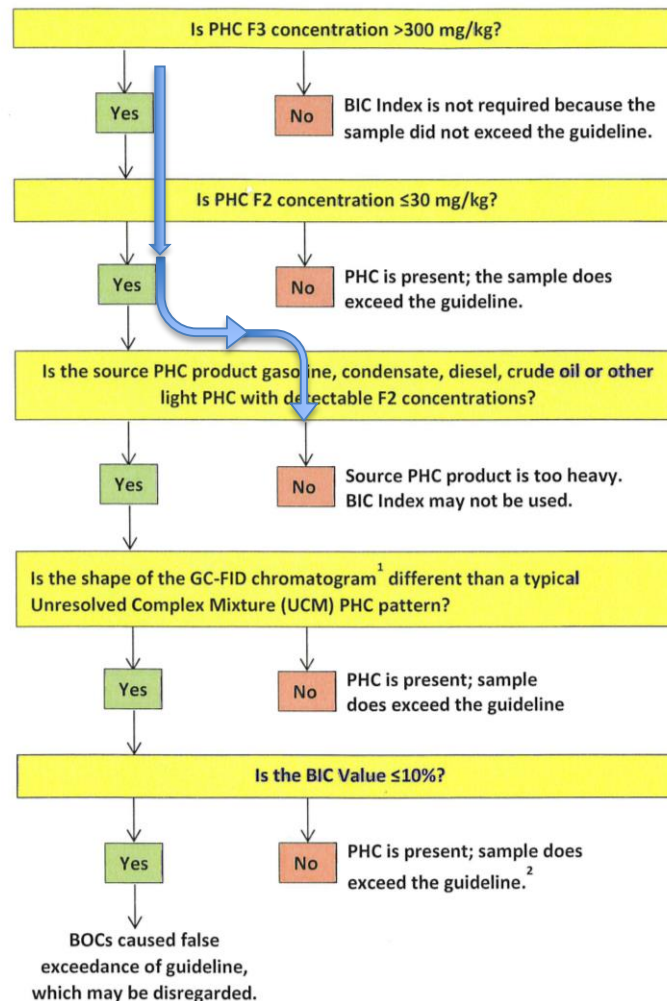 Is PHC F3 concentration >300 mg/kg?
Yes
No
BIC Index is not required because the
sample did not exceed the guideline.
Is PHC F2 concentration ≤30 mg/kg?
Yes
No
PHC is present; the sample does
exceed the guideline.
Is the source PHC product gasoline, condensate, diesel, crude oil or other
light PHC with detectable F2 concentrations?
Yes
No
Source PHC product is too heavy.
BIC Index may not be used.
Is the shape of the GC-FID chromatogram¹ different than a typical
Unresolved Complex Mixture (UCM) PHC pattern?
Yes
No
PHC is present; sample
does exceed the guideline
Is the BIC Value ≤10%?
Yes
No
PHC is present; sample does
exceed the guideline.²
BOCs caused false
exceedance of guideline,
which may be disregarded.